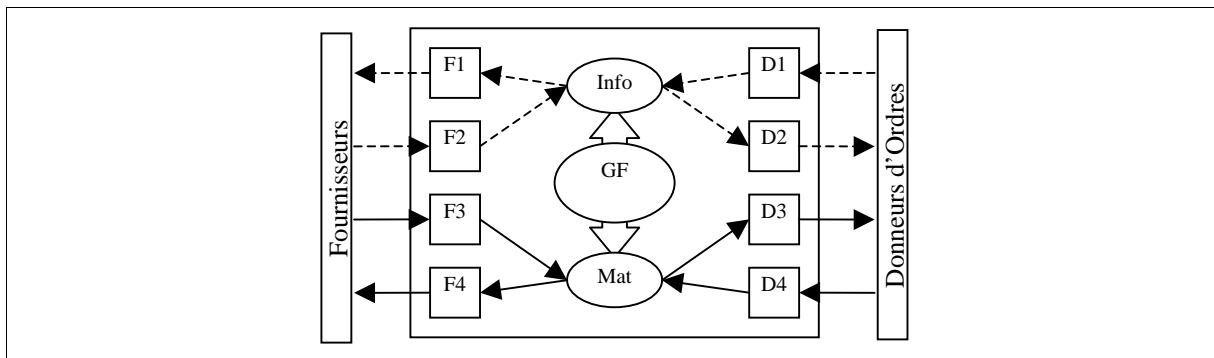 Fournisseurs
F1
F2
F3
F4
Info
GF
Mat
D1
D2
D3
D4
Donneurs d'Ordres